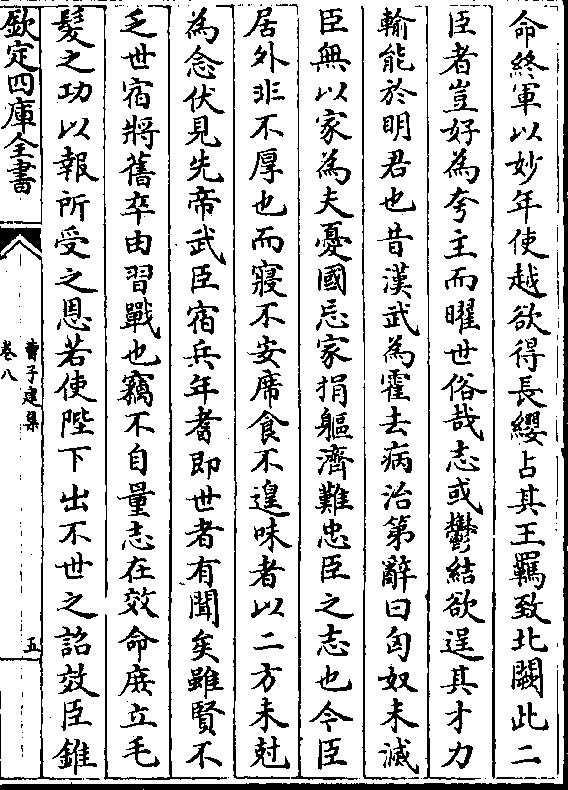 命終軍以妙年使越欲得長纓占其王羈致北闕此二
臣者豈好為夸主而曜世俗哉志或鬱結欲逞其才力
輸能於明君也昔漢武為霍去病治第辭曰匈奴未滅
臣無以家為夫憂國忘家捐軀濟難忠臣之志也今臣
居外非不厚也而寢不安席食不遑味者以二方未尅
為念伏見先帝武臣宿兵年耆即世者有聞矣雖賢不
乏世宿將舊卒由習戰也竊不自量志在效命庶立毛
髮之功以報所受之恩若使陛下出不世之詔效臣錐
欽定四庫全書
曹子建集
卷八
五